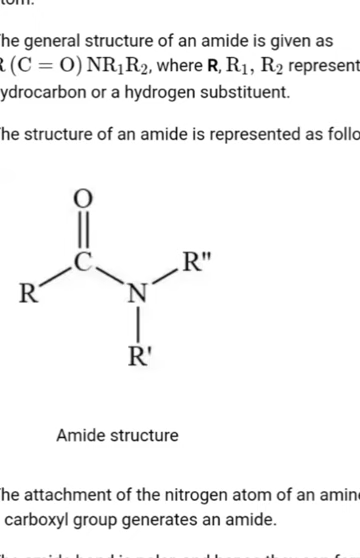 he general structure of an amide is given as
(C = O) NR₁R₂, where R, R₁, R₂ represent
ydrocarbon or a hydrogen substituent.
he structure of an amide is represented as follo
O
C
R"
R
N
R'
Amide structure
he attachment of the nitrogen atom of an amin
carboxyl group generates an amide.